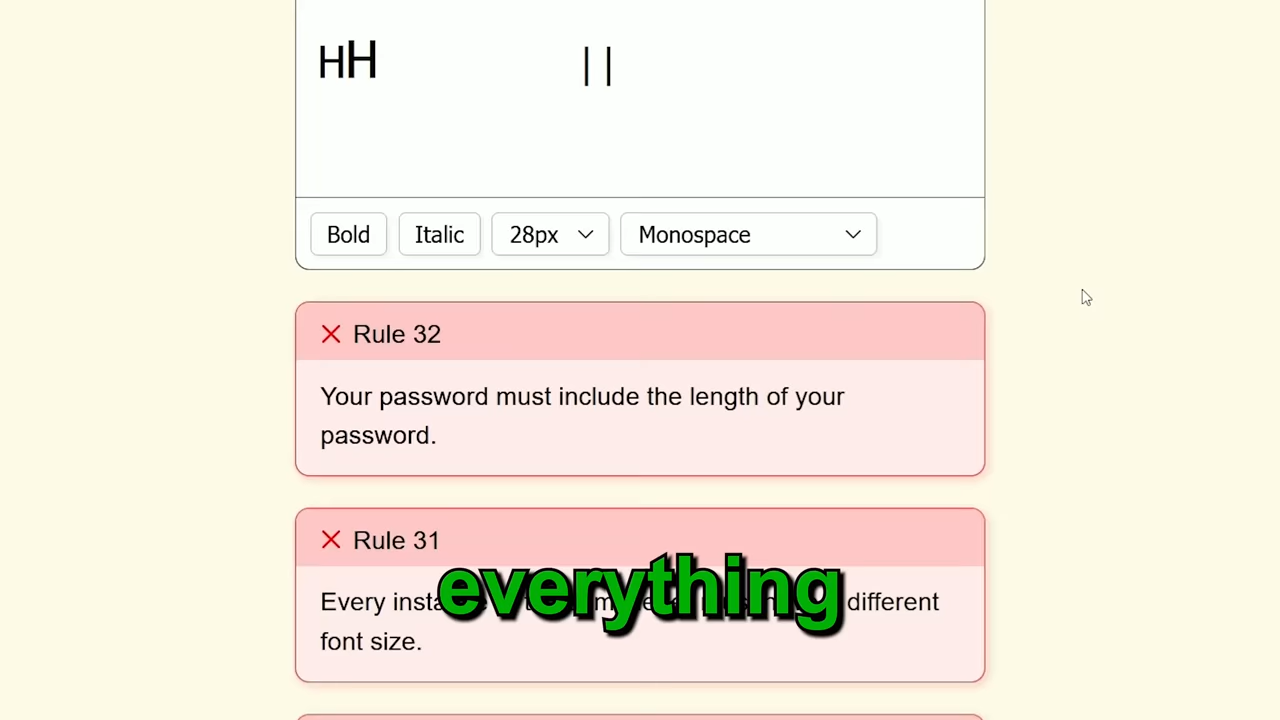 HH ||
Bold Italic 28px Monospace
Rule 32
Your password must include the length of your
password.
Rule 31
everything
Every different
font size.